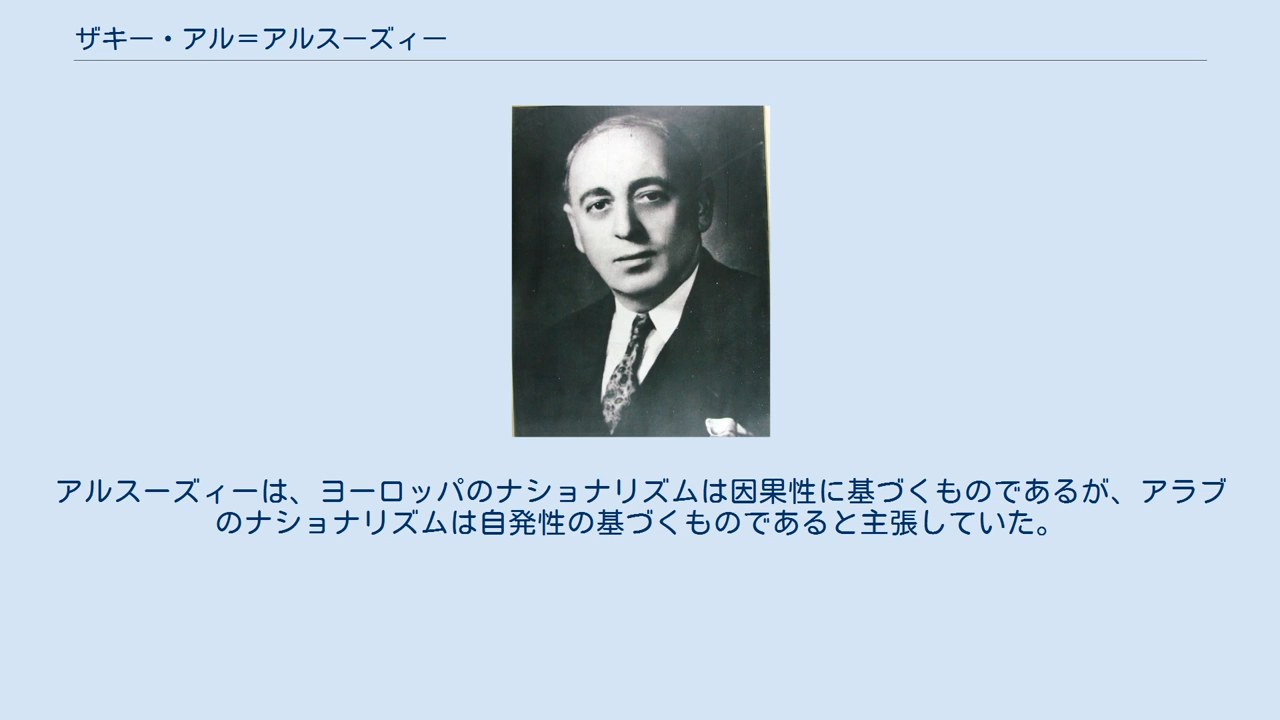 ザキー・アル＝アルスーズィー
アルスーズィーは、ヨーロッパのナショナリズムは因果性に基づくものであるが、アラブ
のナショナリズムは自発性の基づくものであると主張していた。